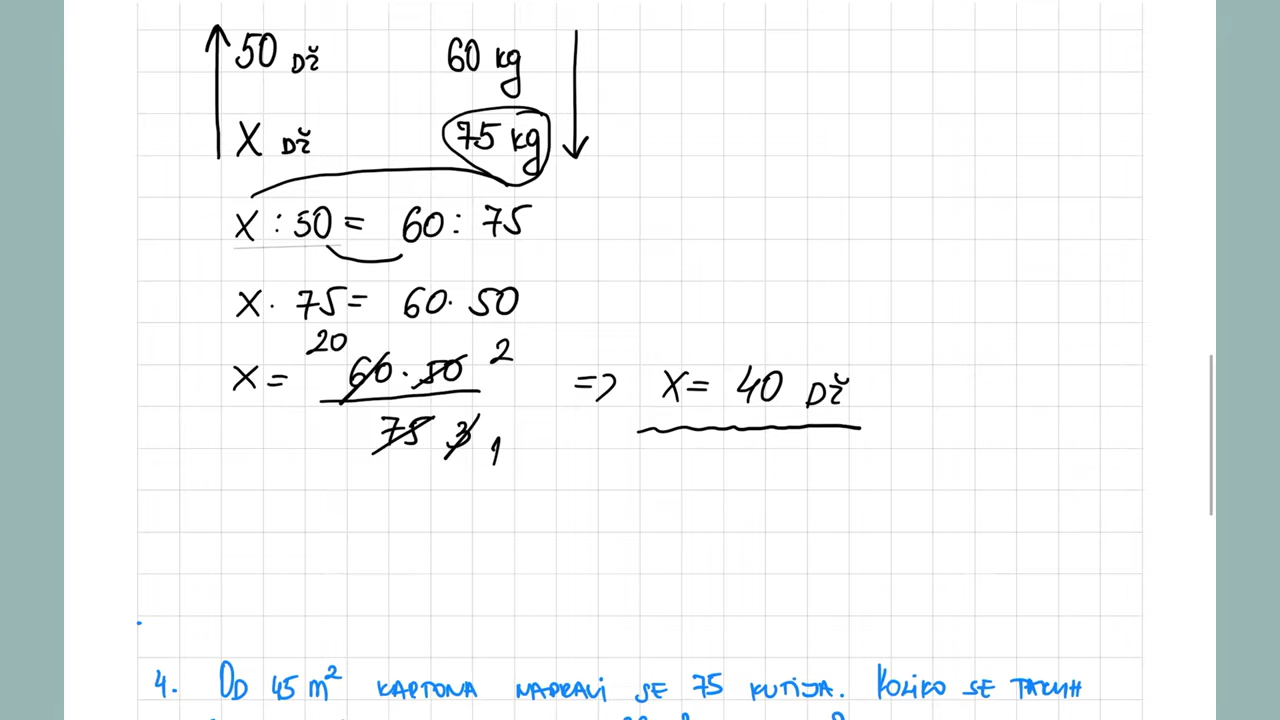 50 DŽ 60 kg
X DŽ 75 kg
X : 50 = 60 : 75
X · 75 = 60 · 50
20 2
X = 60 · 50 => X = 40 DŽ
75 3 1
4. OD 45 m² KARTONA NAPRAVI SE 75 KUTIJA. KOLIKO SE TAKVIH